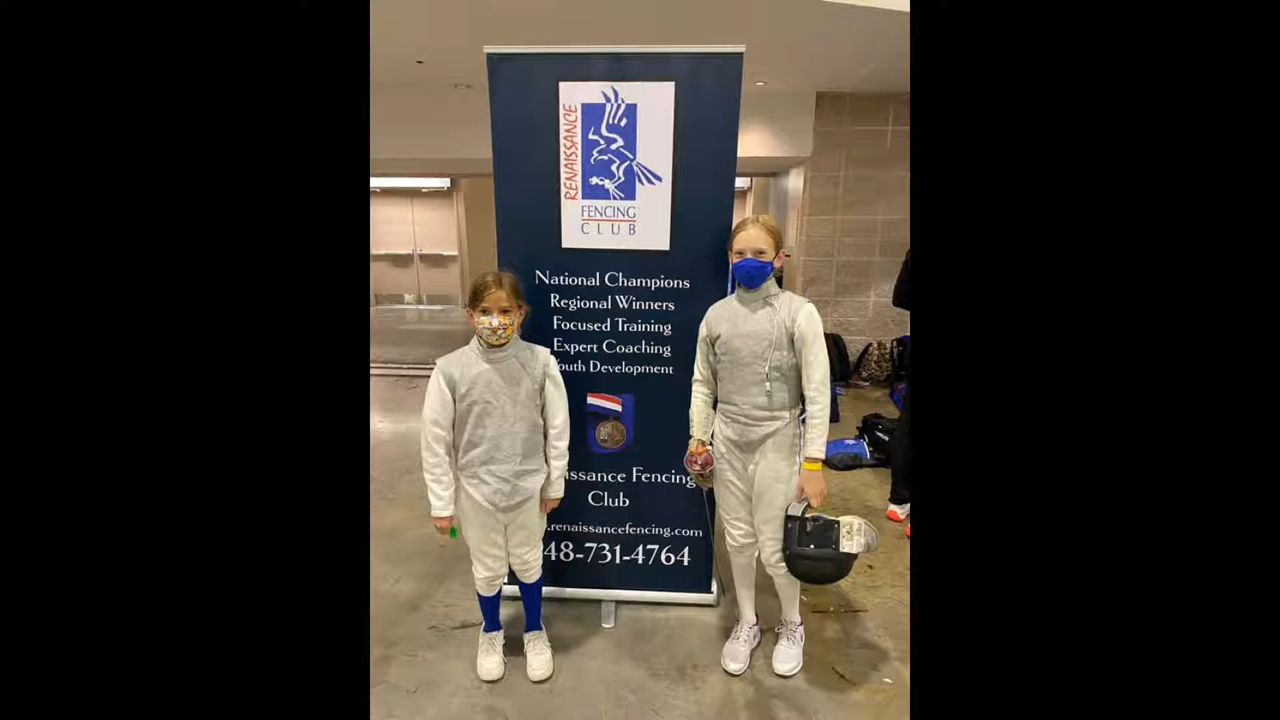 RENAISSANCE
FENCING
CLUB
National Champions
Regional Winners
Focused Training
Expert Coaching
outh Development
issance Fencing
Club
.renaissancefencing.com
48-731-4764